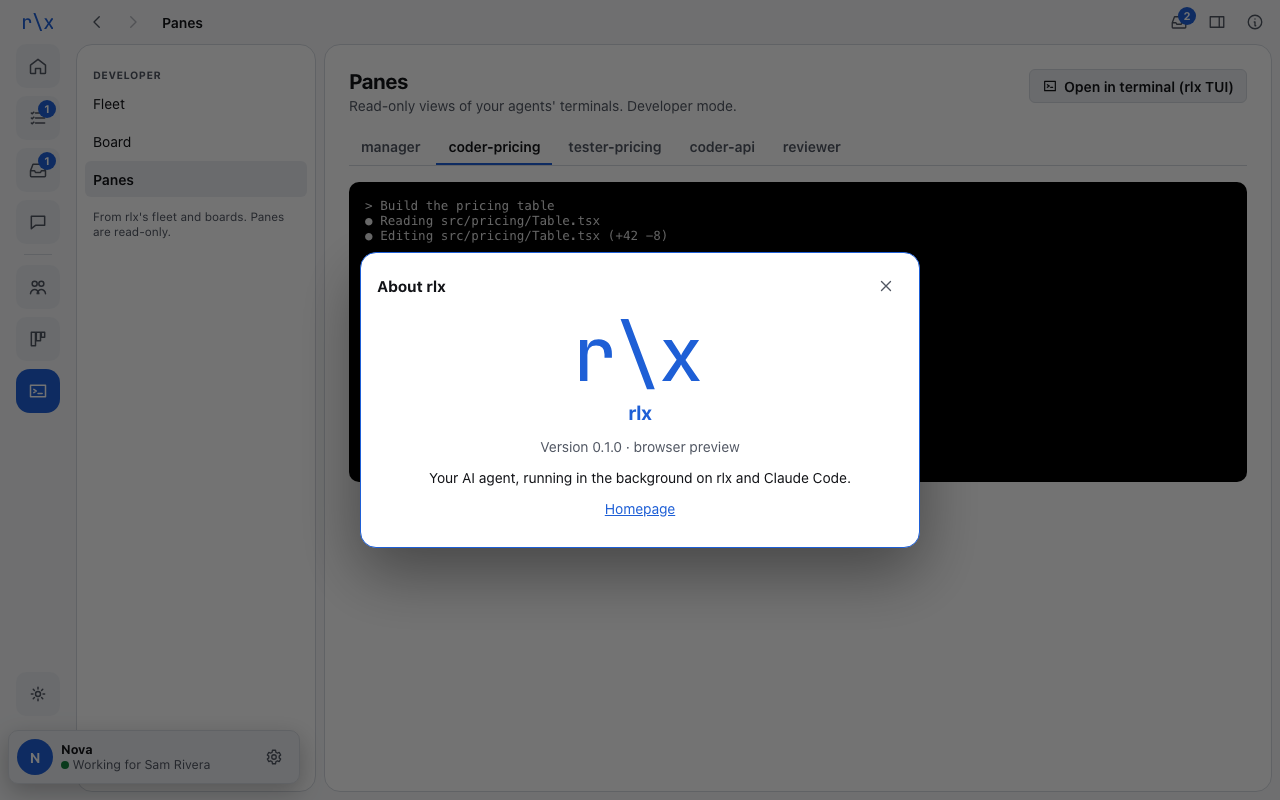 r\x
Panes
2
1
1
DEVELOPER
Fleet
Board
Panes
From rlx's fleet and boards. Panes
are read-only.
Panes
Read-only views of your agents' terminals. Developer mode.
Open in terminal (rlx TUI)
manager
coder-pricing
tester-pricing
coder-api
reviewer
> Build the pricing table
● Reading src/pricing/Table.tsx
● Editing src/pricing/Table.tsx (+42 −8)
About rlx
r\x
rlx
Version 0.1.0 · browser preview
Your AI agent, running in the background on rlx and Claude Code.
Homepage
N
Nova
Working for Sam Rivera